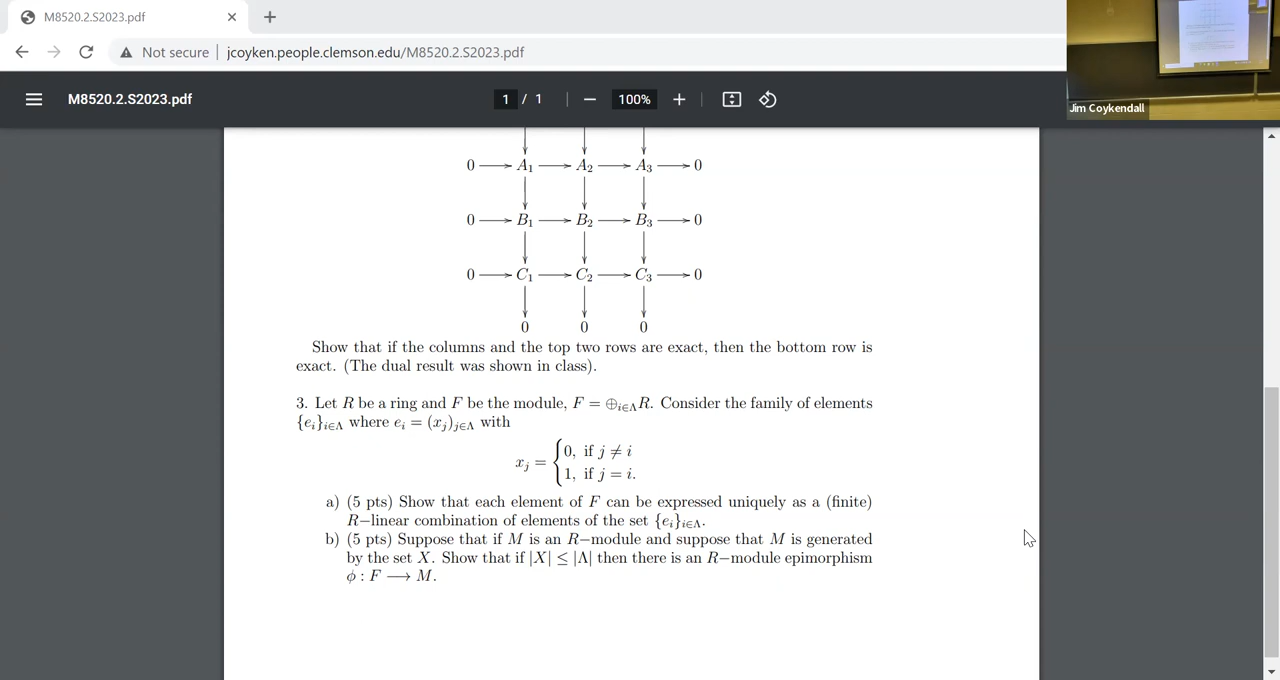 M8520.2.S2023.pdf
Not secure jcoyken.people.clemson.edu/M8520.2.S2023.pdf
M8520.2.S2023.pdf 1 / 1 100%
Jim Coykendall
0 → A₁ → A₂ → A₃ → 0
0 → B₁ → B₂ → B₃ → 0
0 → C₁ → C₂ → C₃ → 0
0 0 0
Show that if the columns and the top two rows are exact, then the bottom row is
exact. (The dual result was shown in class).
3. Let R be a ring and F be the module, F = ⊕_{i∈Λ}R. Consider the family of elements
{e_i}_{i∈Λ} where e_i = (x_j)_{j∈Λ} with
x_j = {0, if j ≠ i
1, if j = i.
a) (5 pts) Show that each element of F can be expressed uniquely as a (finite)
R−linear combination of elements of the set {e_i}_{i∈Λ}.
b) (5 pts) Suppose that if M is an R−module and suppose that M is generated
by the set X. Show that if |X| ≤ |Λ| then there is an R−module epimorphism
ϕ : F ⟶ M.